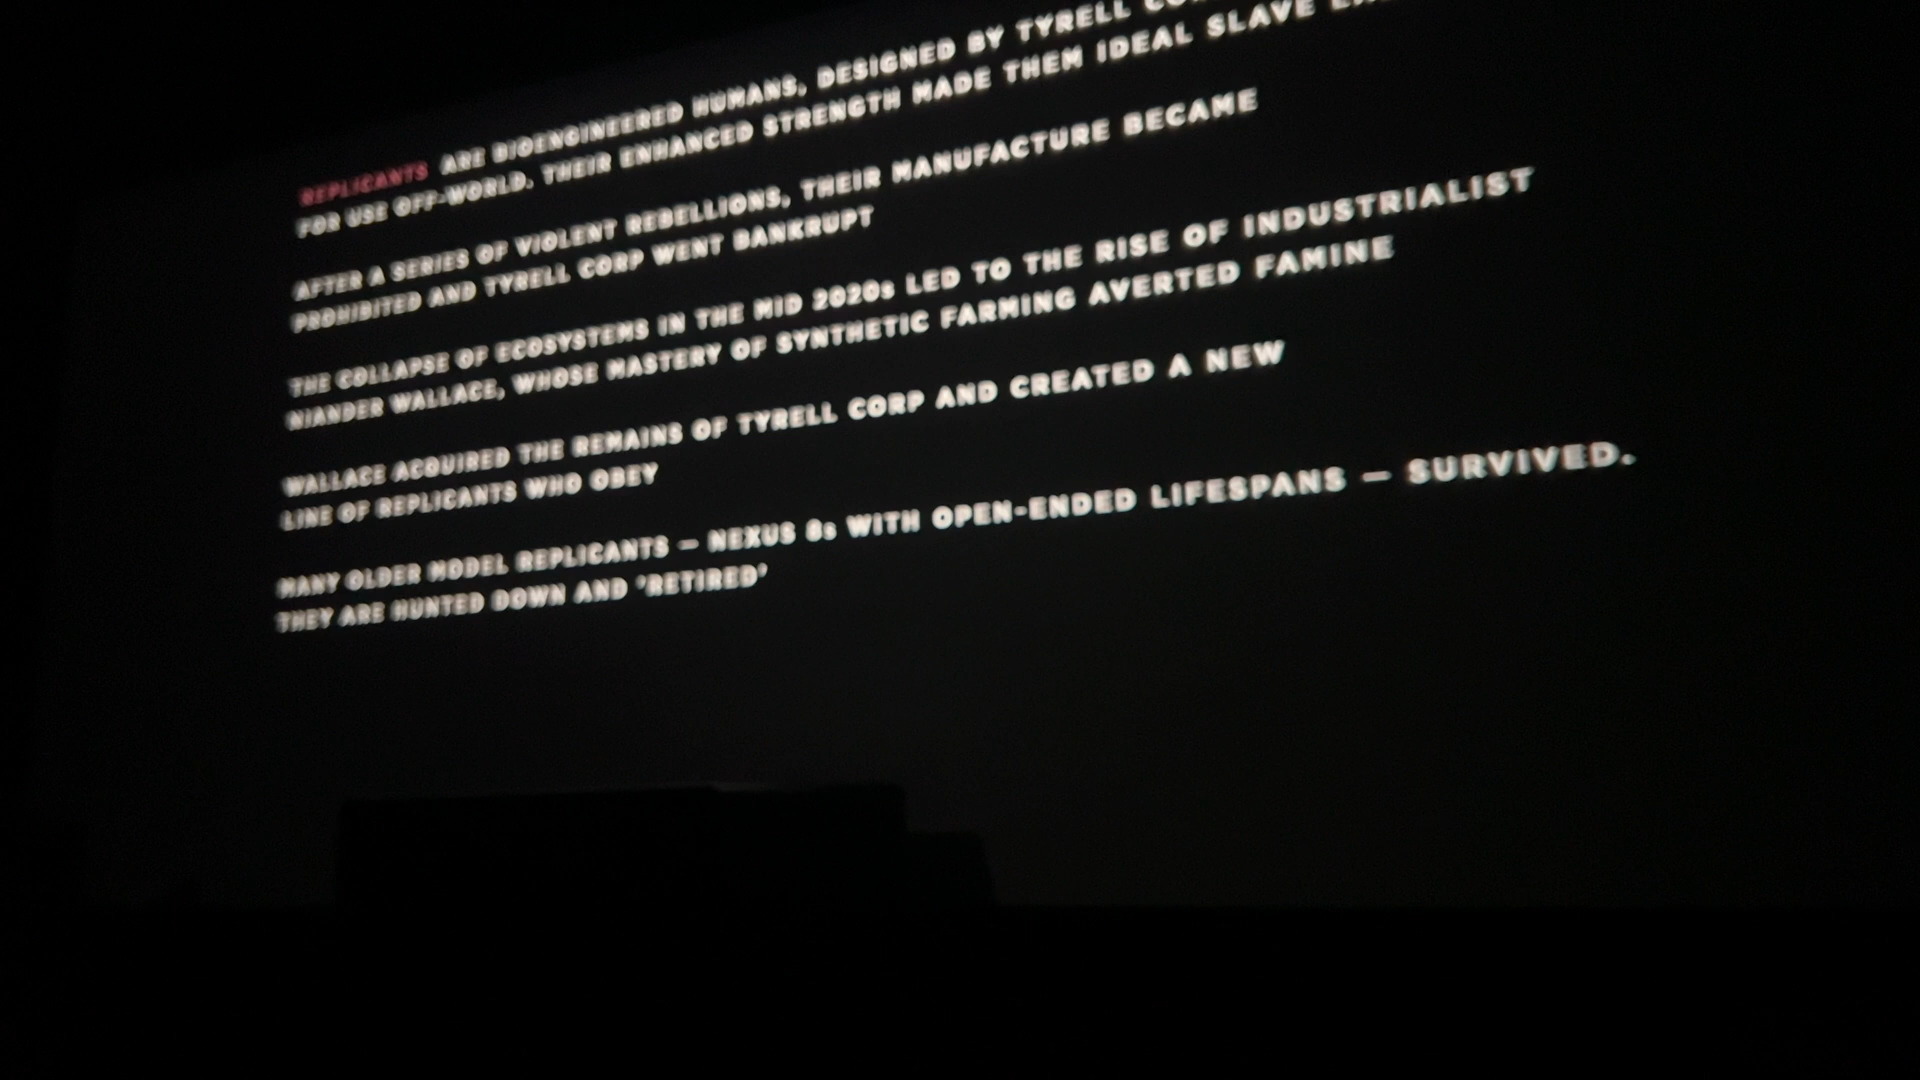 REPLICANTS ARE BIOENGINEERED HUMANS, DESIGNED BY TYRELL
FOR USE OFF-WORLD. THEIR ENHANCED STRENGTH MADE THEM IDEAL SLAVE
AFTER A SERIES OF VIOLENT REBELLIONS, THEIR MANUFACTURE BECAME
PROHIBITED AND TYRELL CORP WENT BANKRUPT
THE COLLAPSE OF ECOSYSTEMS IN THE MID 2020s LED TO THE RISE OF INDUSTRIALIST
NIANDER WALLACE, WHOSE MASTERY OF SYNTHETIC FARMING AVERTED FAMINE
WALLACE ACQUIRED THE REMAINS OF TYRELL CORP AND CREATED A NEW
LINE OF REPLICANTS WHO OBEY
MANY OLDER MODEL REPLICANTS – NEXUS 8s WITH OPEN-ENDED LIFESPANS – SURVIVED.
THEY ARE HUNTED DOWN AND 'RETIRED'